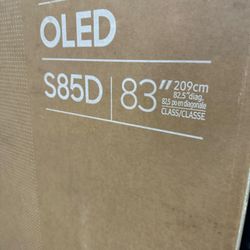 OLED
S85D 83"
209cm
82.5" diag.
82,5 po en diagonale
CLASS/CLASSE